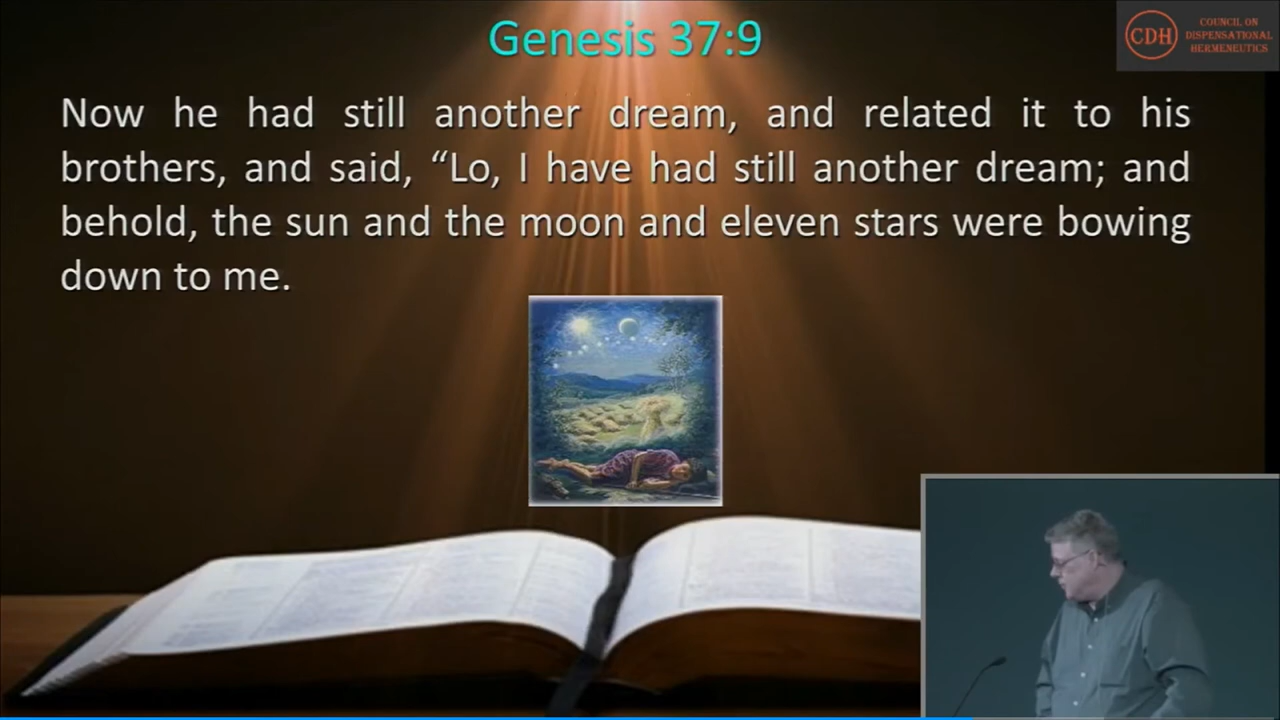 Genesis 37:9
CDH
COUNCIL ON
DISPENSATIONAL
HERMENEUTICS
Now he had still another dream, and related it to his
brothers, and said, “Lo, I have had still another dream; and
behold, the sun and the moon and eleven stars were bowing
down to me.